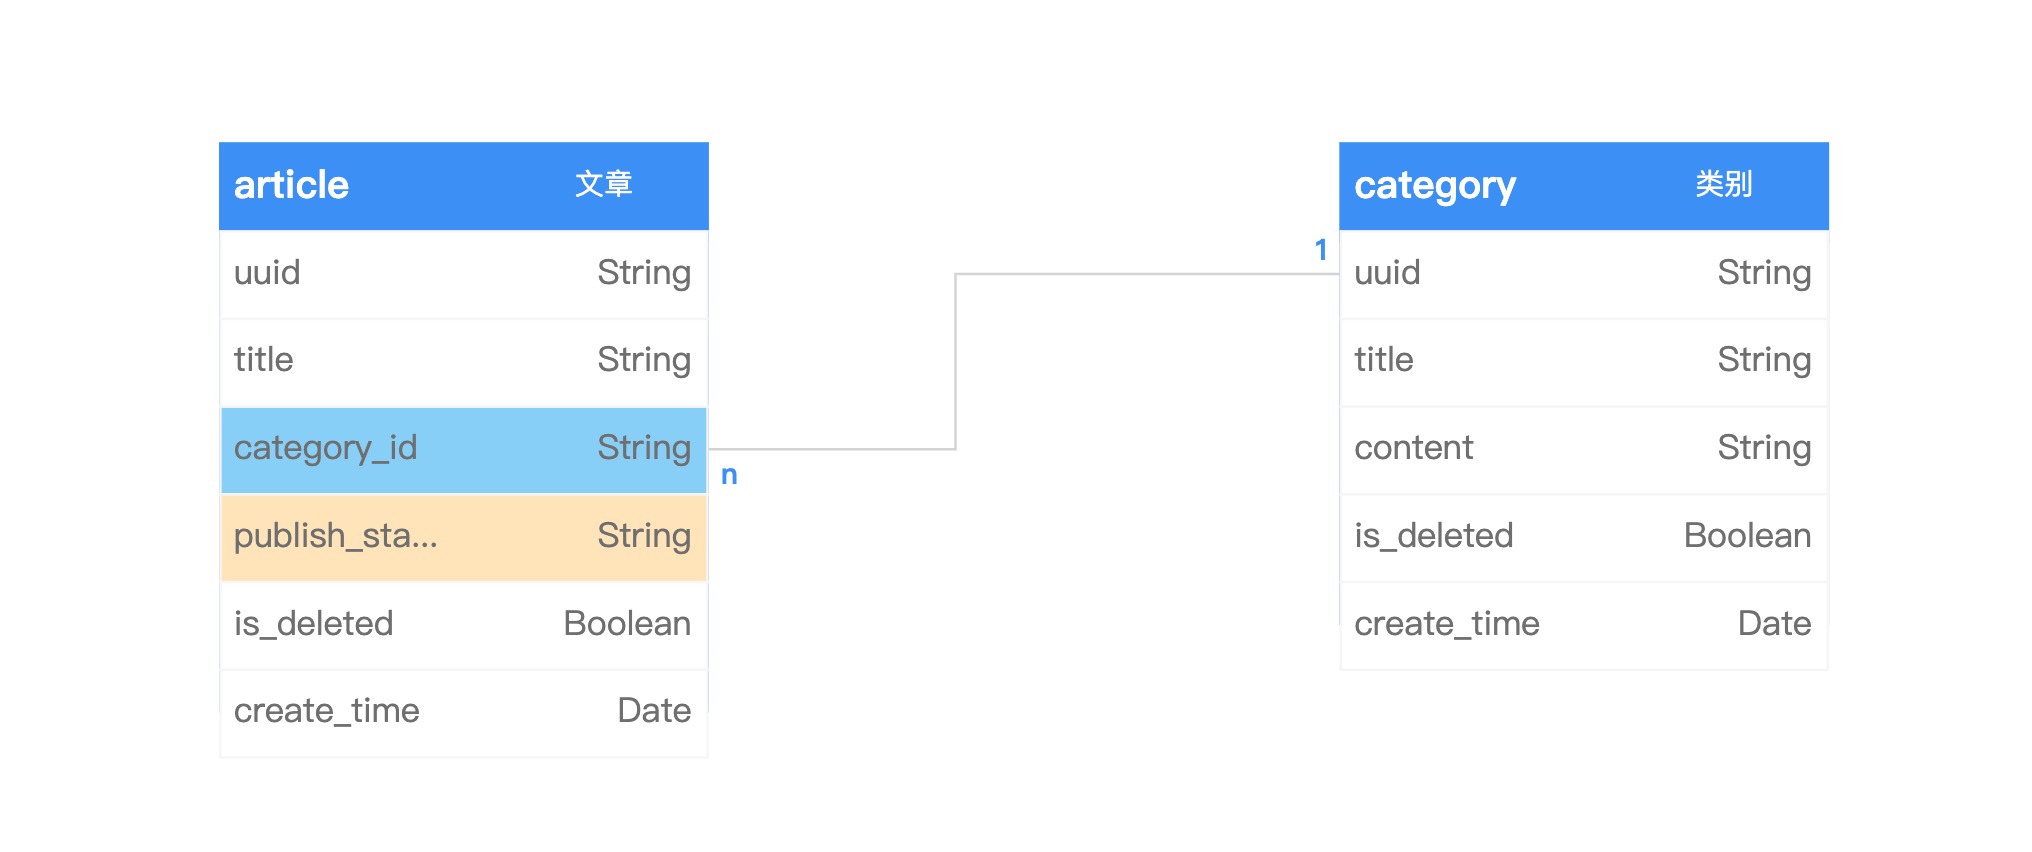 article 文章
uuid String
title String
category_id String
publish_sta... String
is_deleted Boolean
create_time Date
n
1
category 类别
uuid String
title String
content String
is_deleted Boolean
create_time Date